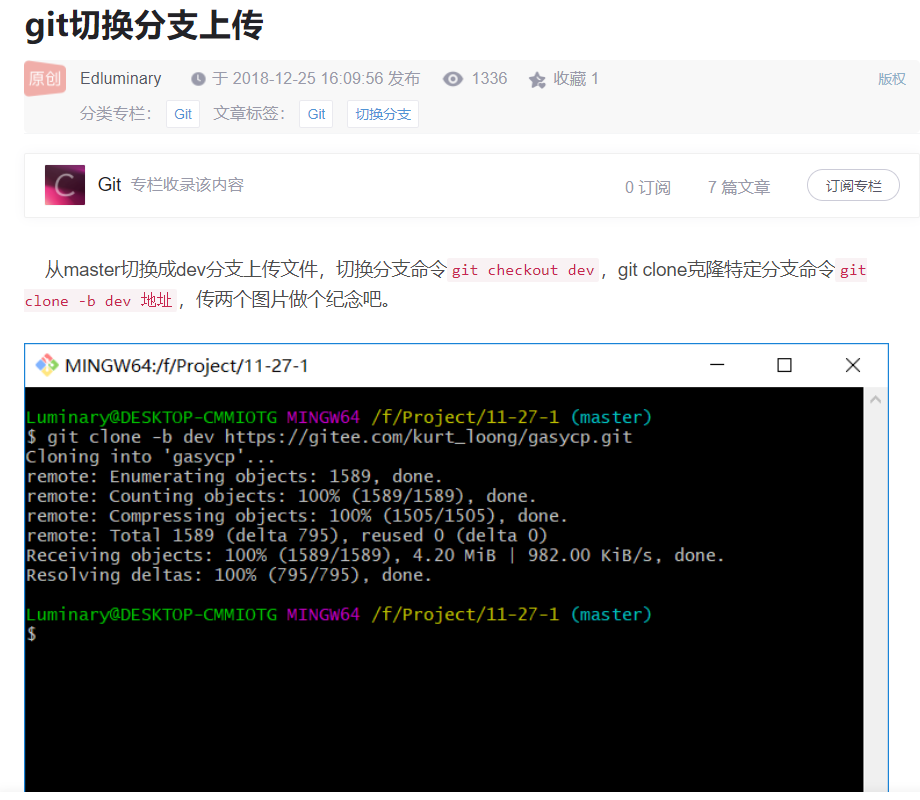 git切换分支上传
原创 Edluminary 于 2018-12-25 16:09:56 发布 1336 收藏 1 版权
分类专栏： Git 文章标签： Git 切换分支
C Git 专栏收录该内容 0 订阅 7 篇文章 订阅专栏
从master切换成dev分支上传文件，切换分支命令git checkout dev，git clone克隆特定分支命令git
clone -b dev 地址，传两个图片做个纪念吧。
MINGW64:/f/Project/11-27-1
Luminary@DESKTOP-CMMIOTG MINGW64 /f/Project/11-27-1 (master)
$ git clone -b dev https://gitee.com/kurt_loong/gasycp.git
Cloning into 'gasycp'...
remote: Enumerating objects: 1589, done.
remote: Counting objects: 100% (1589/1589), done.
remote: Compressing objects: 100% (1505/1505), done.
remote: Total 1589 (delta 795), reused 0 (delta 0)
Receiving objects: 100% (1589/1589), 4.20 MiB | 982.00 KiB/s, done.
Resolving deltas: 100% (795/795), done.
Luminary@DESKTOP-CMMIOTG MINGW64 /f/Project/11-27-1 (master)
$